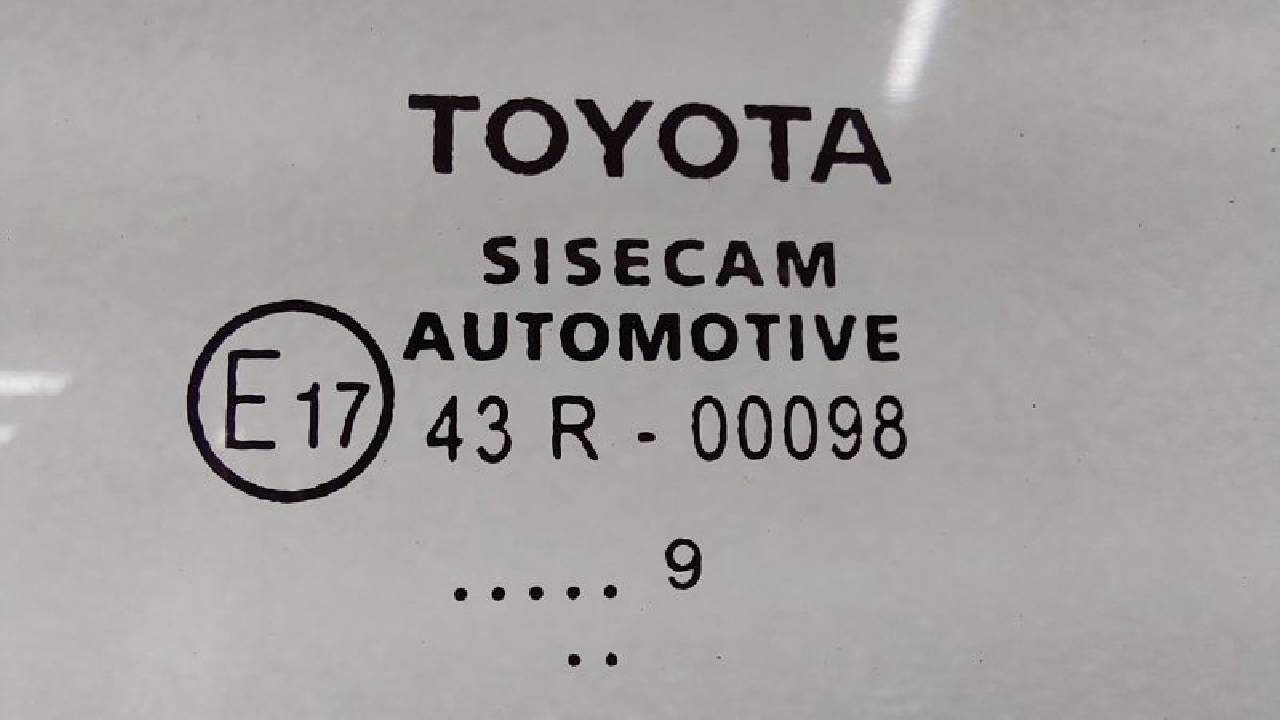 TOYOTA
SISECAM
AUTOMOTIVE
E17 43 R - 00098
..... 9
..